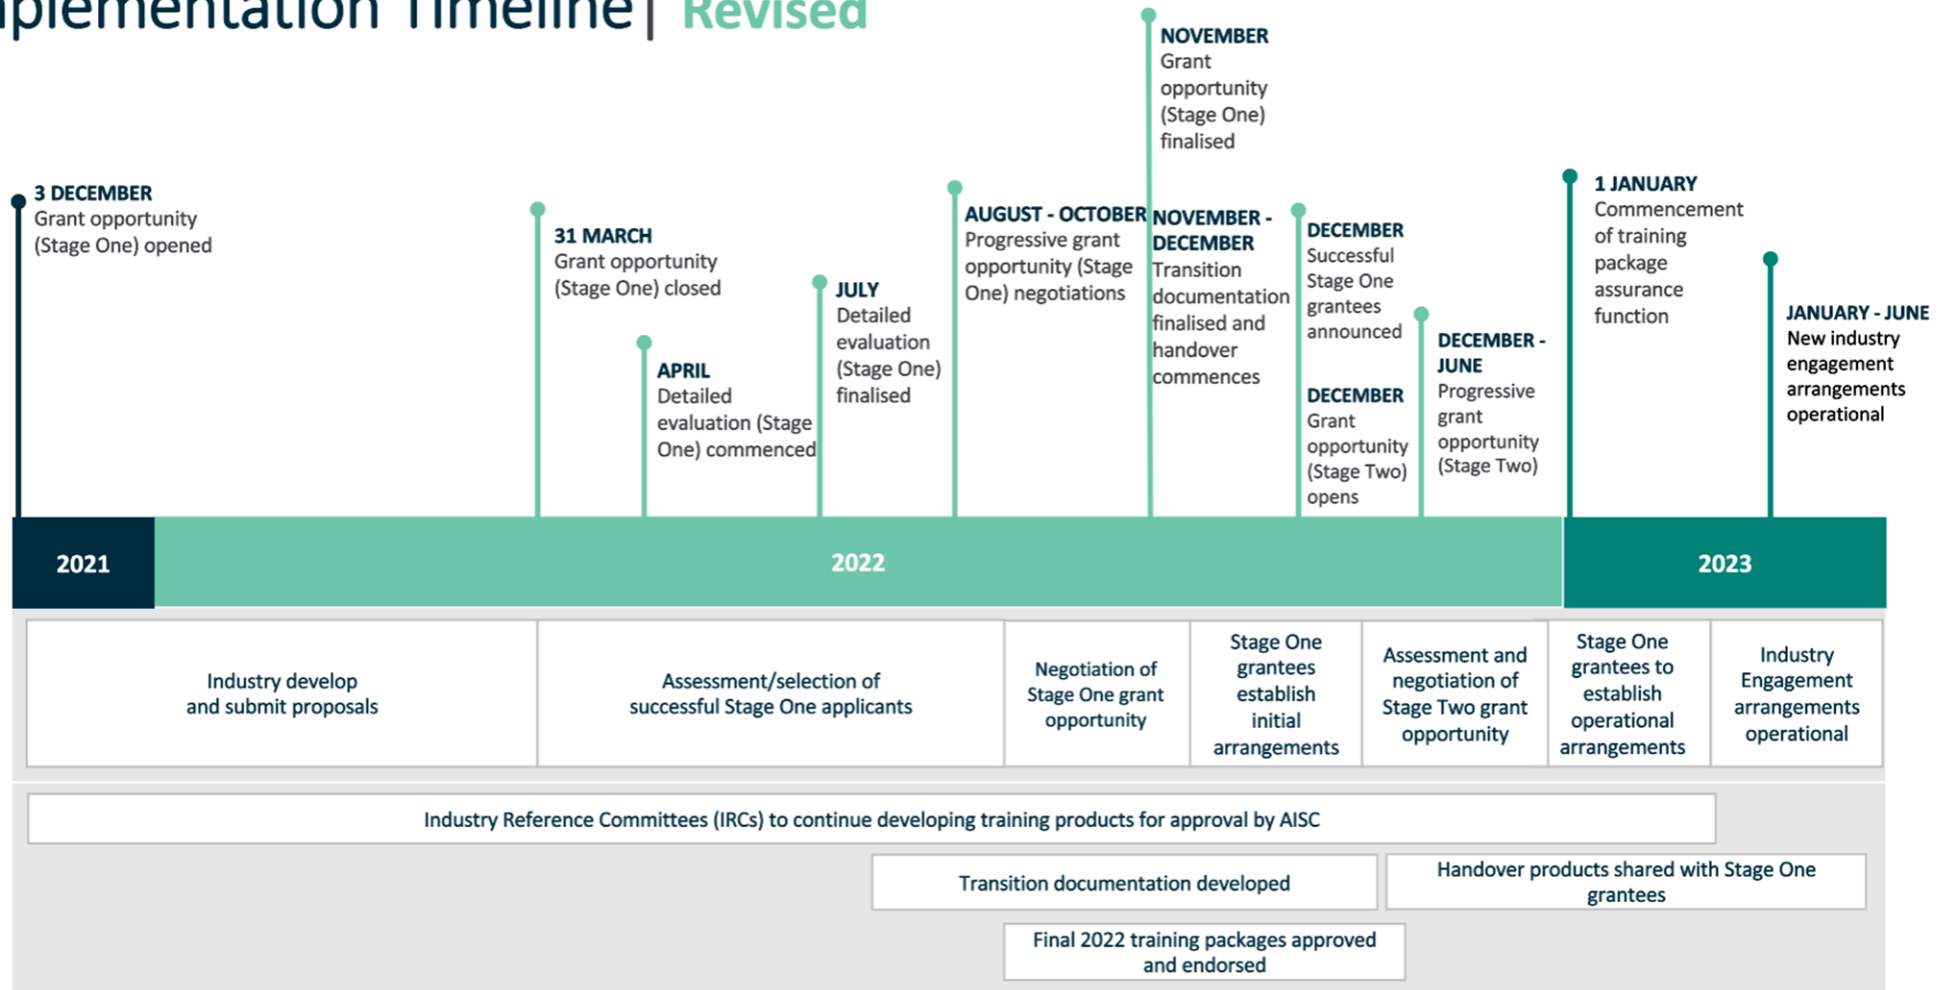 plementation Timeline| Revised
3 DECEMBER
Grant opportunity
(Stage One) opened
31 MARCH
Grant opportunity
(Stage One) closed
APRIL
Detailed
evaluation (Stage
One) commenced
JULY
Detailed
evaluation
(Stage One)
finalised
AUGUST - OCTOBER
Progressive grant
opportunity (Stage
One) negotiations
NOVEMBER
Grant
opportunity
(Stage One)
finalised
NOVEMBER -
DECEMBER
Transition
documentation
finalised and
handover
commences
DECEMBER
Successful
Stage One
grantees
announced
DECEMBER
Grant
opportunity
(Stage Two)
opens
DECEMBER -
JUNE
Progressive
grant
opportunity
(Stage Two)
1 JANUARY
Commencement
of training
package
assurance
function
JANUARY - JUNE
New industry
engagement
arrangements
operational
2021
2022
2023
Industry develop
and submit proposals
Assessment/selection of
successful Stage One applicants
Negotiation of
Stage One grant
opportunity
Stage One
grantees
establish
initial
arrangements
Assessment and
negotiation of
Stage Two grant
opportunity
Stage One
grantees to
establish
operational
arrangements
Industry
Engagement
arrangements
operational
Industry Reference Committees (IRCs) to continue developing training products for approval by AISC
Transition documentation developed
Handover products shared with Stage One
grantees
Final 2022 training packages approved
and endorsed